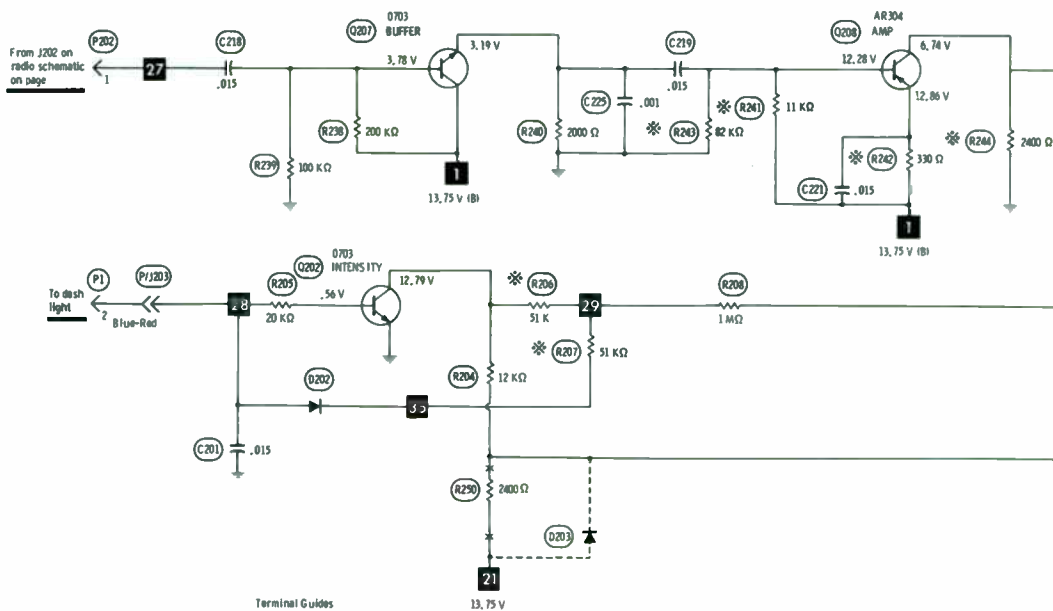 0703
BUFFER
Q207
3,19 V
3,78 V
P202
C218
From J202 on
radio schematic
on page
27
1
.015
R238
200 KΩ
R239
100 KΩ
1
13,75 V (B)
C219
.015
C225
.001
R240
2000 Ω
※ R243
82 KΩ
※ R241
11 KΩ
AR304
AMP
Q208
6,74 V
12,28 V
12,86 V
※ R242
330 Ω
C221
.015
1
13,75 V (B)
※ R244
2400 Ω
0703
INTENSITY
Q202
P1
P/J203
R205
To dash
light
2
Blue-Red
28
20 KΩ
.56 V
12,79 V
※ R206
51 K
29
R208
1 MΩ
※ R207
51 KΩ
R204
12 KΩ
D202
35
C201
.015
R250
2400 Ω
D203
21
13,75 V
Terminal Guides